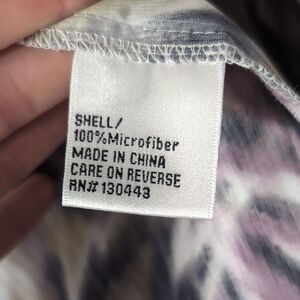 SHELL/
100%Microfiber
MADE IN CHINA
CARE ON REVERSE
RN# 130443